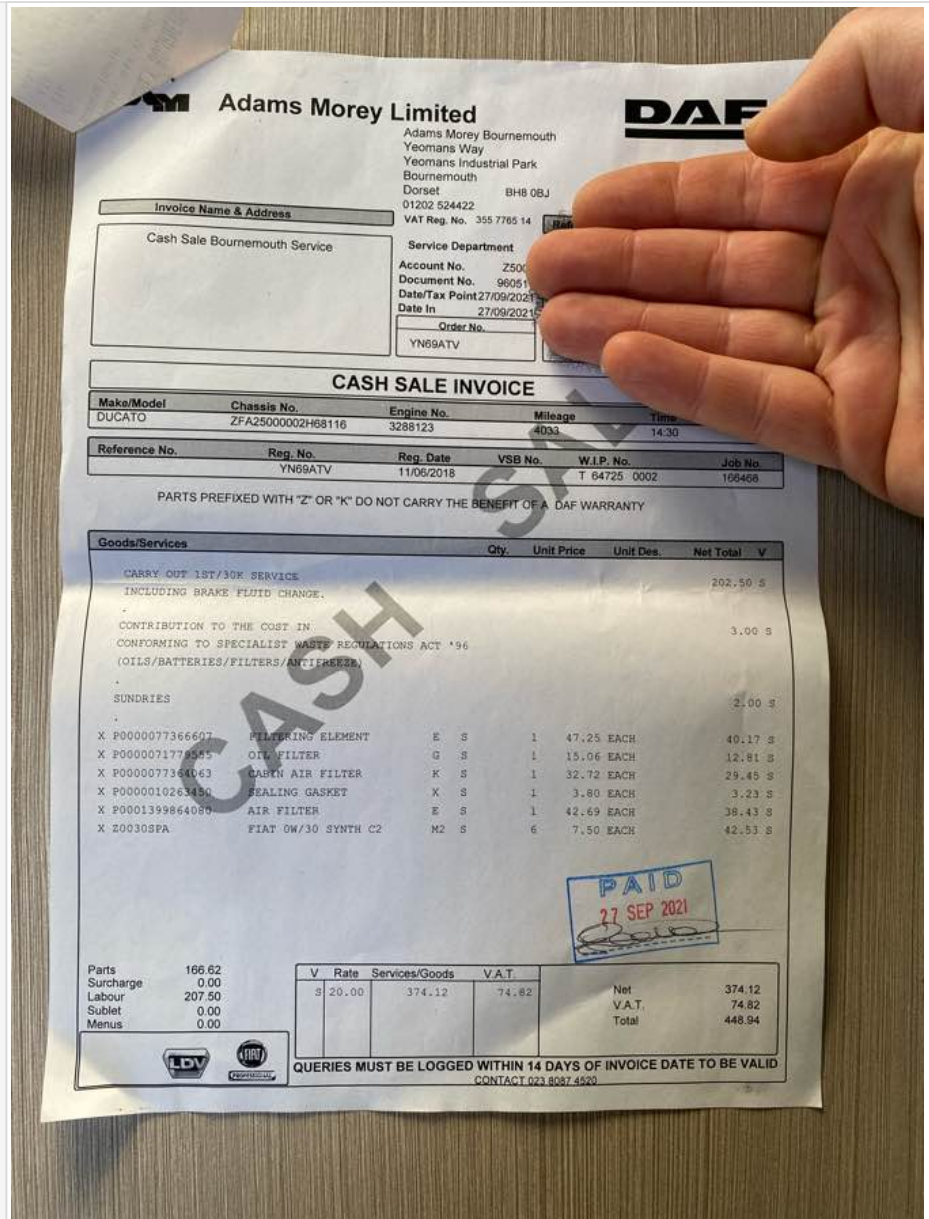 Adams Morey Limited
DAF
Adams Morey Bournemouth
Yeomans Way
Yeomans Industrial Park
Bournemouth
Dorset BH8 0BJ
01202 524422
VAT Reg. No. 355 7765 14
Invoice Name & Address
Cash Sale Bournemouth Service
Service Department
Account No. Z500
Document No. 96051
Date/Tax Point 27/09/2021
Date In 27/09/2021
Order No.
YN69ATV
CASH SALE INVOICE
Make/Model Chassis No. Engine No. Mileage Time
DUCATO ZFA25000002H68116 3288123 4033 14:30
Reference No. Reg. No. Reg. Date VSB No. W.I.P. No. Job No.
YN69ATV 11/06/2018 T 64725 0002 166468
PARTS PREFIXED WITH "Z" OR "K" DO NOT CARRY THE BENEFIT OF A DAF WARRANTY
Goods/Services Qty. Unit Price Unit Des. Net Total V
CARRY OUT 1ST/30K SERVICE 202.50 S
INCLUDING BRAKE FLUID CHANGE.
.
CONTRIBUTION TO THE COST IN 3.00 S
CONFORMING TO SPECIALIST WASTE REGULATIONS ACT '96
(OILS/BATTERIES/FILTERS/ANTIFREEZE)
.
SUNDRIES 2.00 S
.
X P0000077366607 FILTERING ELEMENT E S 1 47.25 EACH 40.17 S
X P0000071779555 OIL FILTER G S 1 15.06 EACH 12.81 S
X P0000077364063 CABIN AIR FILTER K S 1 32.72 EACH 29.45 S
X P0000010263450 SEALING GASKET X S 1 3.80 EACH 3.23 S
X P0001399864080 AIR FILTER E S 1 42.69 EACH 38.43 S
X Z0030SPA FIAT 0W/30 SYNTH C2 M2 S 6 7.50 EACH 42.53 S
CASH SAL
PAID
27 SEP 2021
Parts 166.62
Surcharge 0.00
Labour 207.50
Sublet 0.00
Menus 0.00
V Rate Services/Goods V.A.T.
S 20.00 374.12 74.82
Net 374.12
V.A.T. 74.82
Total 448.94
LDV
FIAT
PROFESSIONAL
QUERIES MUST BE LOGGED WITHIN 14 DAYS OF INVOICE DATE TO BE VALID
CONTACT 023 8087 4520